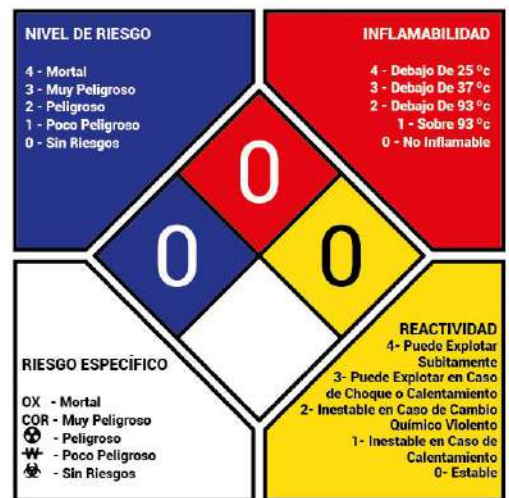 NIVEL DE RIESGO
4 - Mortal
3 - Muy Peligroso
2 - Peligroso
1 - Poco Peligroso
0 - Sin Riesgos
INFLAMABILIDAD
4 - Debajo De 25 ºc
3 - Debajo De 37 ºc
2 - Debajo De 93 ºc
1 - Sobre 93 ºc
0 - No Inflamable
0
0
0
RIESGO ESPECÍFICO
OX - Mortal
COR - Muy Peligroso
☢ - Peligroso
W - Poco Peligroso
☣ - Sin Riesgos
REACTIVIDAD
4- Puede Explotar
Subitamente
3- Puede Explotar en Caso
de Choque o Calentamiento
2- Inestable en Caso de Cambio
Químico Violento
1- Inestable en Caso de
Calentamiento
0- Estable